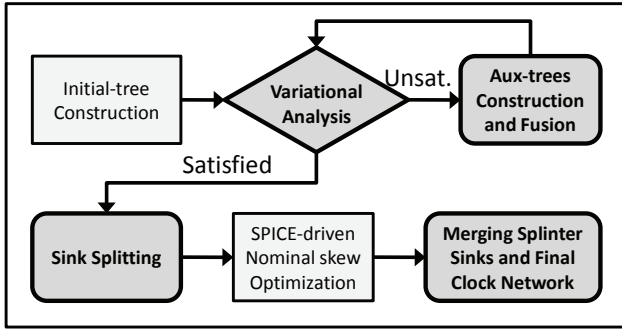 Initial-tree
Construction
Variational
Analysis
Unsat.
Aux-trees
Construction
and Fusion
Satisfied
Sink Splitting
SPICE-driven
Nominal skew
Optimization
Merging Splinter
Sinks and Final
Clock Network